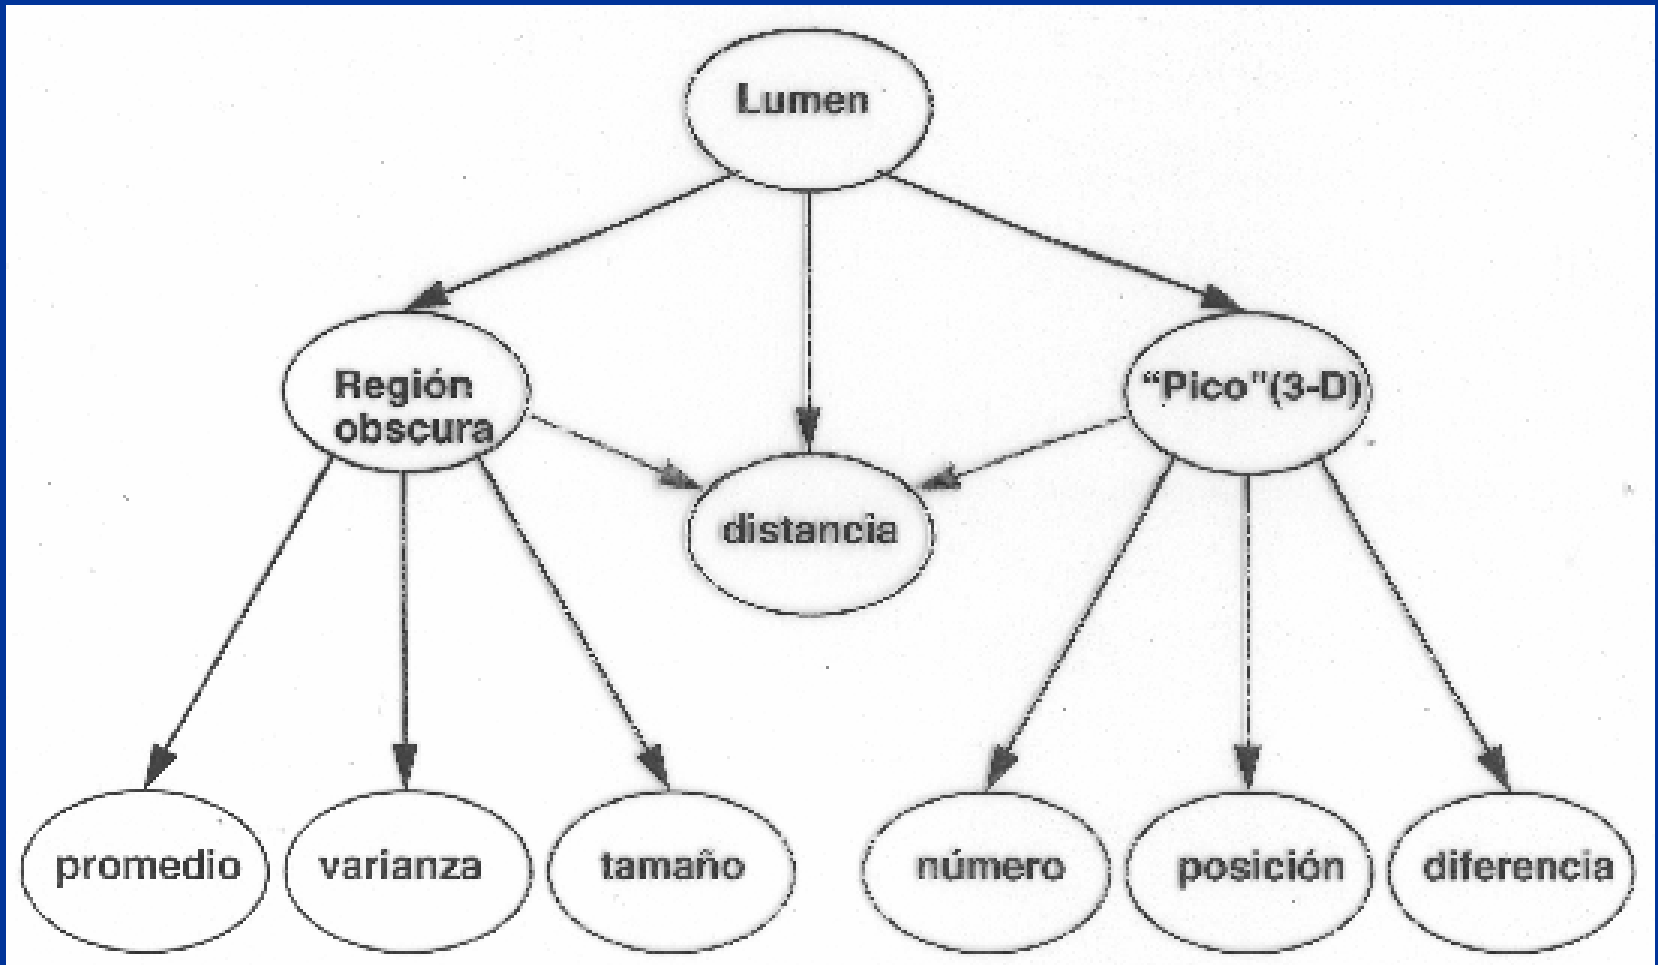 Lumen
Región
obscura
“Pico"(3-D)
distancia
promedio
varianza
tamaño
número
posición
diferencia